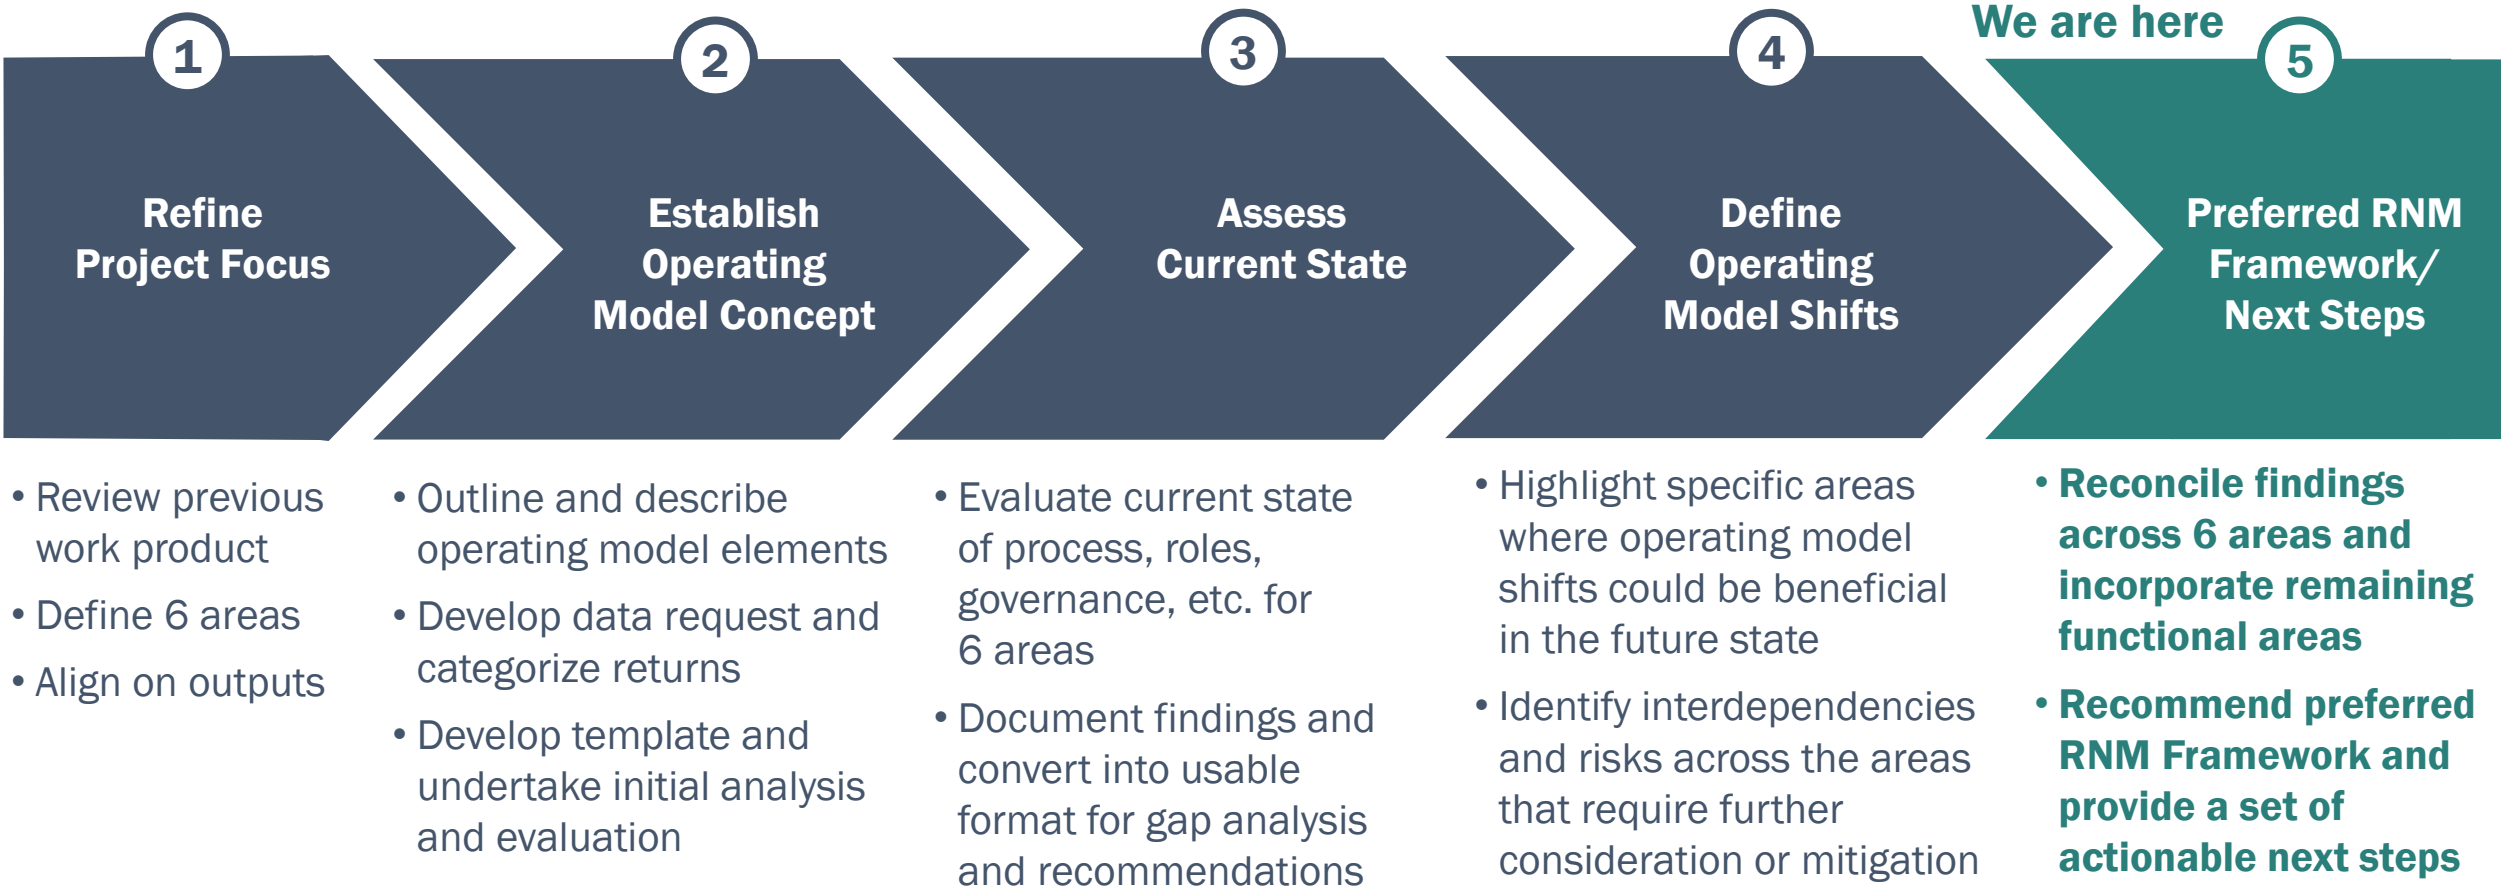 We are here
1
2
3
4
5
Refine
Project Focus
Establish
Operating
Model Concept
Assess
Current State
Define
Operating
Model Shifts
Preferred RNM
Framework/
Next Steps
• Review previous
work product
• Define 6 areas
• Align on outputs
• Outline and describe
operating model elements
• Develop data request and
categorize returns
• Develop template and
undertake initial analysis
and evaluation
• Evaluate current state
of process, roles,
governance, etc. for
6 areas
• Document findings and
convert into usable
format for gap analysis
and recommendations
• Highlight specific areas
where operating model
shifts could be beneficial
in the future state
• Identify interdependencies
and risks across the areas
that require further
consideration or mitigation
• Reconcile findings
across 6 areas and
incorporate remaining
functional areas
• Recommend preferred
RNM Framework and
provide a set of
actionable next steps